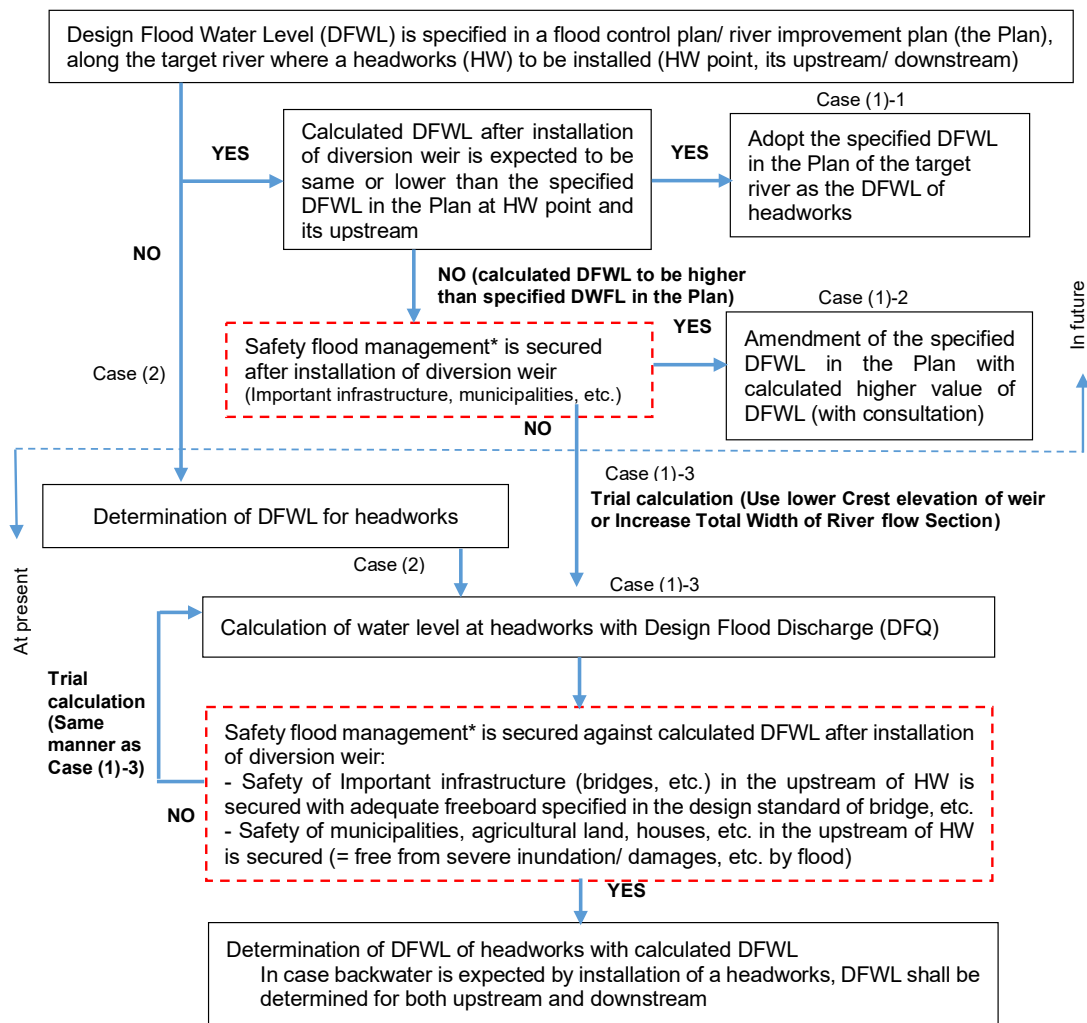 Design Flood Water Level (DFWL) is specified in a flood control plan/ river improvement plan (the Plan),
along the target river where a headworks (HW) to be installed (HW point, its upstream/ downstream)
Case (1)-1
YES
Calculated DFWL after installation
of diversion weir is expected to be
same or lower than the specified
DFWL in the Plan at HW point and
its upstream
YES
Adopt the specified DFWL
in the Plan of the target
river as the DFWL of
headworks
NO
NO (calculated DFWL to be higher
than specified DWFL in the Plan)
Case (1)-2
In future
Case (2)
Safety flood management* is secured
after installation of diversion weir
(Important infrastructure, municipalities, etc.)
YES
Amendment of the specified
DFWL in the Plan with
calculated higher value of
DFWL (with consultation)
NO
Case (1)-3
Trial calculation (Use lower Crest elevation of weir
or Increase Total Width of River flow Section)
Determination of DFWL for headworks
Case (2)
Case (1)-3
At present
Calculation of water level at headworks with Design Flood Discharge (DFQ)
Trial
calculation
(Same
manner as
Case (1)-3)
NO
Safety flood management* is secured against calculated DFWL after installation
of diversion weir:
- Safety of Important infrastructure (bridges, etc.) in the upstream of HW is
secured with adequate freeboard specified in the design standard of bridge, etc.
- Safety of municipalities, agricultural land, houses, etc. in the upstream of HW
is secured (= free from severe inundation/ damages, etc. by flood)
YES
Determination of DFWL of headworks with calculated DFWL
In case backwater is expected by installation of a headworks, DFWL shall be
determined for both upstream and downstream